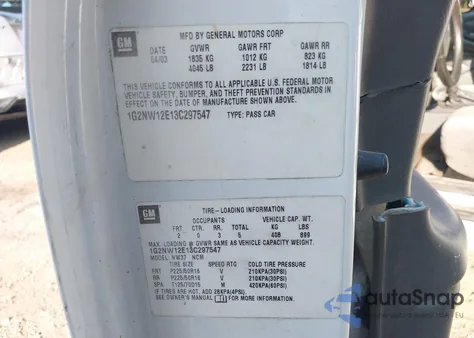 GM
MFD BY GENERAL MOTORS CORP
DATE GVWR GAWR FRT GAWR RR
04/03 1835 KG 1012 KG 823 KG
4045 LB 2231 LB 1814 LB
THIS VEHICLE CONFORMS TO ALL APPLICABLE U.S. FEDERAL MOTOR
VEHICLE SAFETY, BUMPER, AND THEFT PREVENTION STANDARDS IN
EFFECT ON THE DATE OF MANUFACTURE SHOWN ABOVE.
1G2NW12E13C297547 TYPE: PASS CAR
GM
TIRE-LOADING INFORMATION
OCCUPANTS VEHICLE CAP. WT.
FRT CTR RR TOTAL KG LBS
2 0 3 5 408 899
MAX. LOADING @ GVWR SAME AS VEHICLE CAPACITY WEIGHT.
1G2NW12E13C297547
MODEL: NW37 NCM
TIRE SIZE SPEED RTG COLD TIRE PRESSURE
FRT P225/50R16 V 210KPA(30PSI)
RR P225/50R16 V 210KPA(30PSI)
SPA T125/70D15 M 420KPA(60PSI)
IF TIRES ARE HOT, ADD 28KPA(4PSI),
SEE OWNER'S MANUAL
AutaSnap